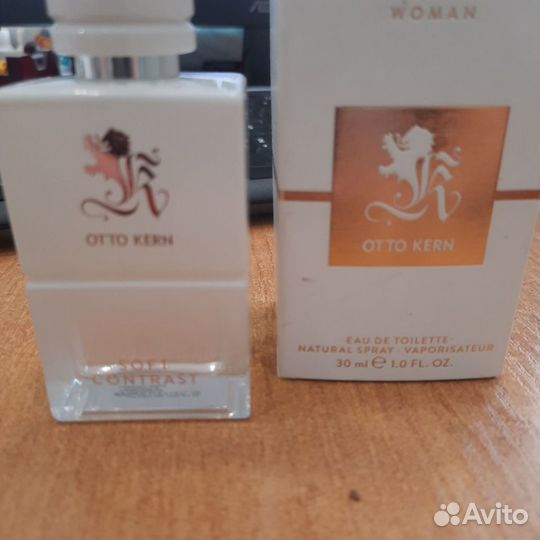 OTTO KERN
SOFT
CONTRAST
WOMAN
OTTO KERN
EAU DE TOILETTE
NATURAL SPRAY · VAPORISATEUR
30 ml ℮ 1.0 FL. OZ.
Avito